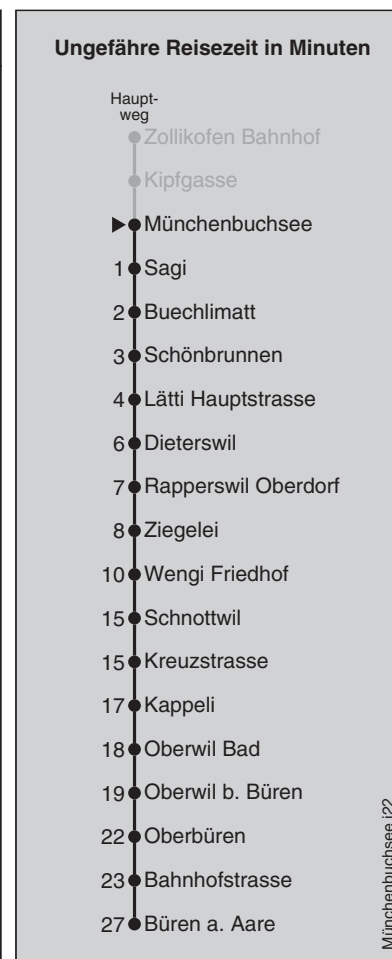 Ungefähre Reisezeit in Minuten
Haupt-
weg
Zollikofen Bahnhof
Kipfgasse
Münchenbuchsee
1 Sagi
2 Buechlimatt
3 Schönbrunnen
4 Lätti Hauptstrasse
6 Dieterswil
7 Rapperswil Oberdorf
8 Ziegelei
10 Wengi Friedhof
15 Schnottwil
15 Kreuzstrasse
17 Kappeli
18 Oberwil Bad
19 Oberwil b. Büren
22 Oberbüren
23 Bahnhofstrasse
27 Büren a. Aare
Münchenbuchsee j22